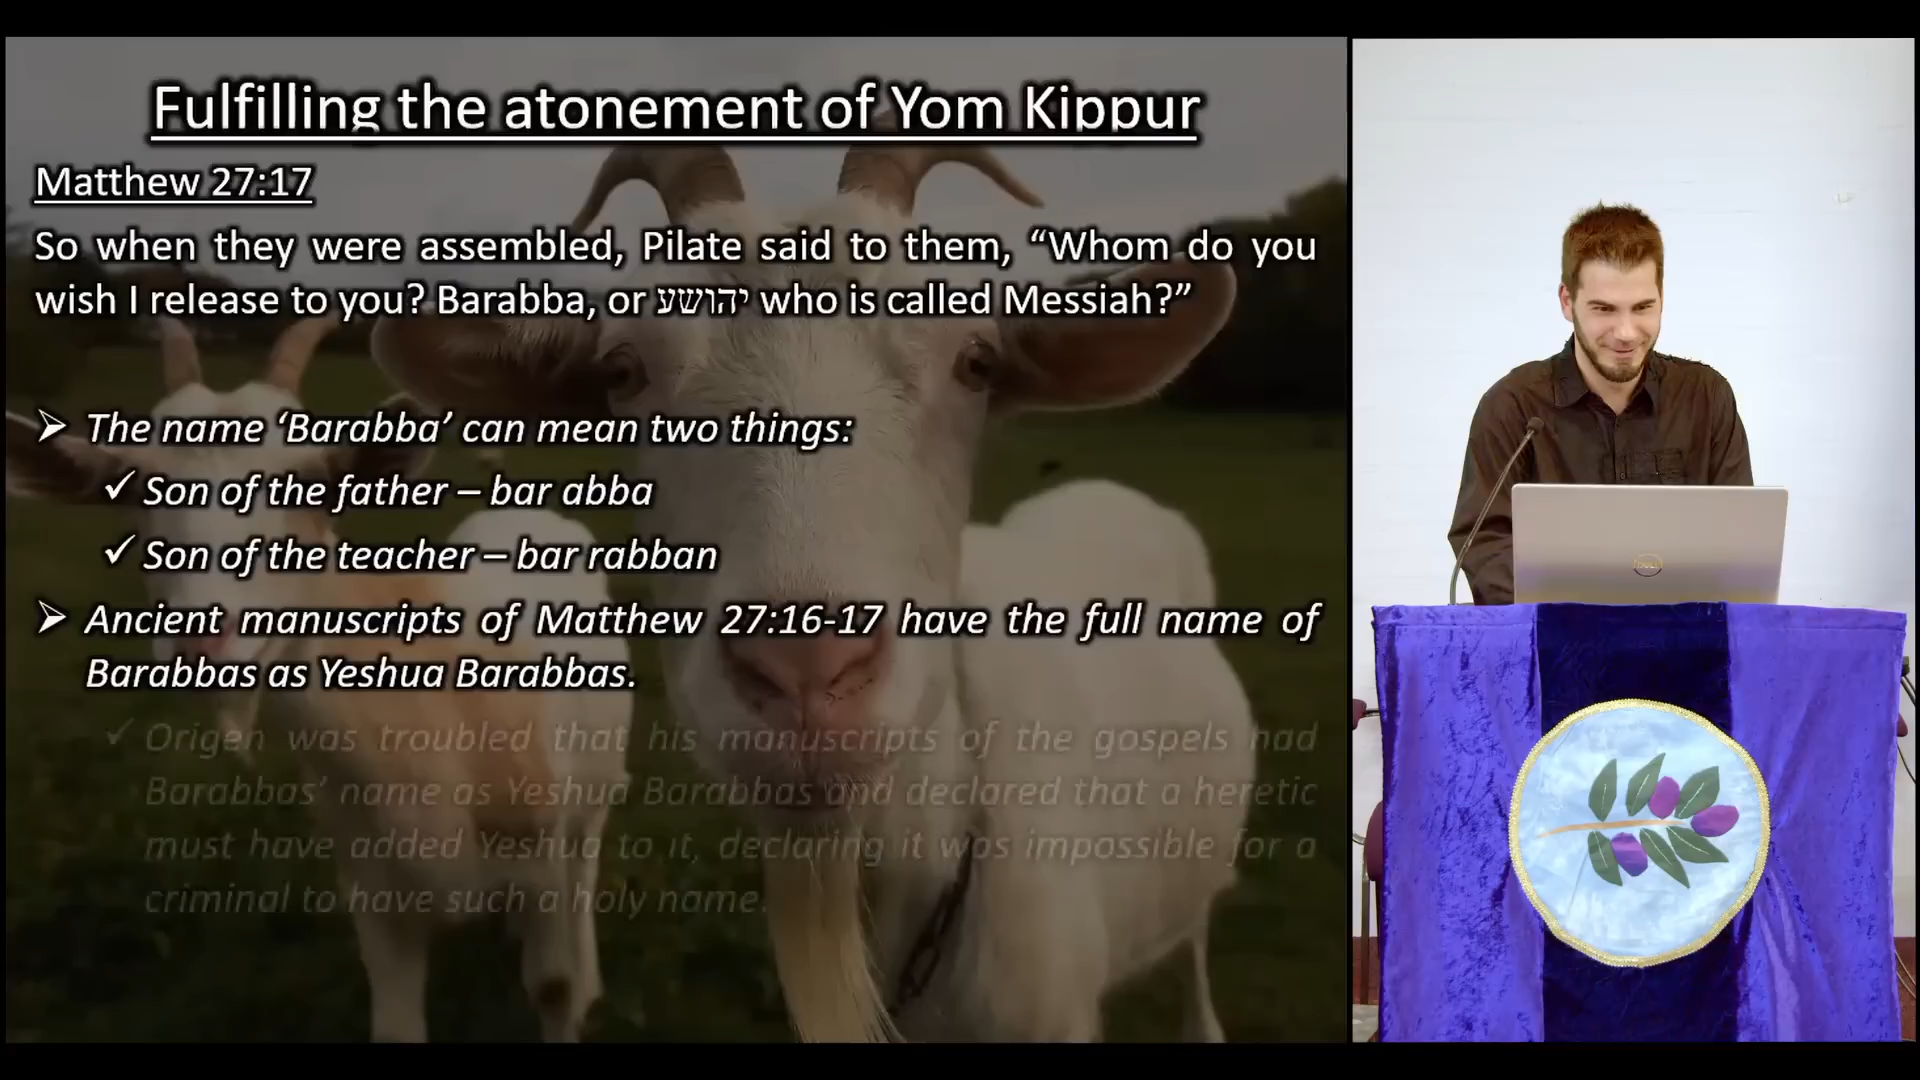 Fulfilling the atonement of Yom Kippur
Matthew 27:17
So when they were assembled, Pilate said to them, “Whom do you
wish I release to you? Barabba, or יהושע who is called Messiah?”
➢ The name ‘Barabba’ can mean two things:
✓ Son of the father – bar abba
✓ Son of the teacher – bar rabban
➢ Ancient manuscripts of Matthew 27:16-17 have the full name of
Barabbas as Yeshua Barabbas.
✓ Origen was troubled that his manuscripts of the gospels had
Barabbas’ name as Yeshua Barabbas and declared that a heretic
must have added Yeshua to it, declaring it was impossible for a
criminal to have such a holy name.
DELL